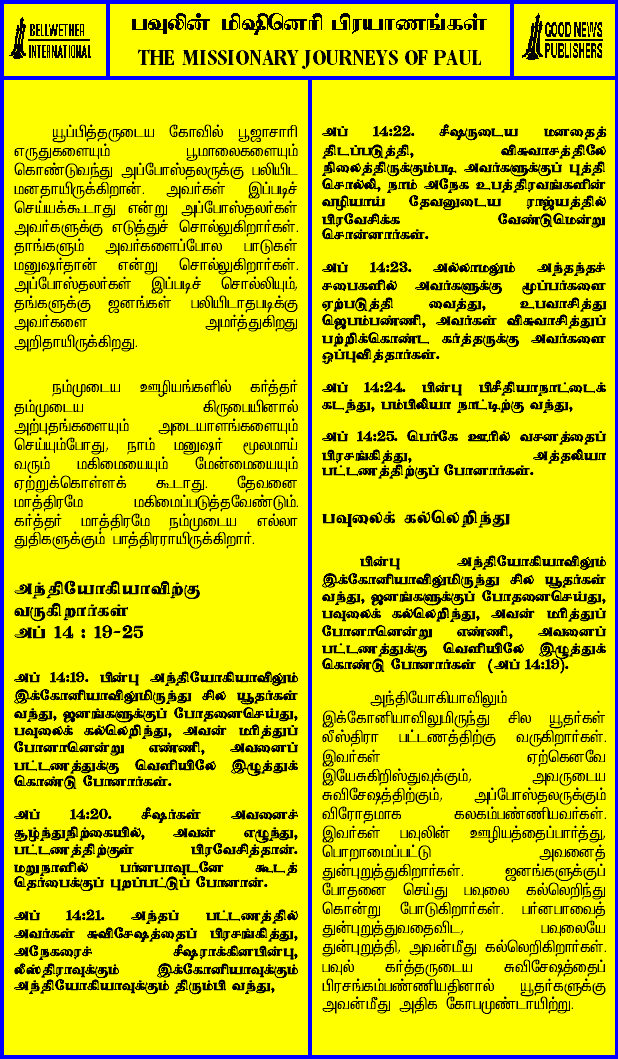 BELLWETHER
INTERNATIONAL
பவுலின் மிஷினெரி பிரயாணங்கள்
THE MISSIONARY JOURNEYS OF PAUL
GOOD NEWS
PUBLISHERS
யூப்பித்தருடைய கோவில் பூஜாசாரி
எருதுகளையும் பூமாலைகளையும்
கொண்டுவந்து அப்போஸ்தலருக்கு பலியிட
மனதாயிருக்கிறான். அவர்கள் இப்படிச்
செய்யக்கூடாது என்று அப்போஸ்தலர்கள்
அவர்களுக்கு எடுத்துச் சொல்லுகிறார்கள்.
தாங்களும் அவர்களைப்போல பாடுகள்
மனுஷர்தான் என்று சொல்லுகிறார்கள்.
அப்போஸ்தலர்கள் இப்படிச் சொல்லியும்,
தங்களுக்கு ஜனங்கள் பலியிடாதபடிக்கு
அவர்களை அமர்த்துகிறது
அறிதாயிருக்கிறது.
நம்முடைய ஊழியங்களில் கர்த்தர்
தம்முடைய கிருபையினால்
அற்புதங்களையும் அடையாளங்களையும்
செய்யும்போது, நாம் மனுஷர் மூலமாய்
வரும் மகிமையையும் மேன்மையையும்
ஏற்றுக்கொள்ளக் கூடாது. தேவனை
மாத்திரமே மகிமைப்படுத்தவேண்டும்.
கர்த்தர் மாத்திரமே நம்முடைய எல்லா
துதிகளுக்கும் பாத்திரராயிருக்கிறார்.
அந்தியோகியாவிற்கு
வருகிறார்கள்
அப் 14 : 19-25
அப் 14:19. பின்பு அந்தியோகியாவிலும்
இக்கோனியாவிலுமிருந்து சில யூதர்கள்
வந்து, ஜனங்களுக்குப் போதனைசெய்து,
பவுலைக் கல்லெறிந்து, அவன் மரித்துப்
போனானென்று எண்ணி, அவனைப்
பட்டணத்துக்கு வெளியிலே இழுத்துக்
கொண்டு போனார்கள்.
அப் 14:20. சீஷர்கள் அவனைச்
சூழ்ந்துநிற்கையில், அவன் எழுந்து,
பட்டணத்திற்குள் பிரவேசித்தான்.
மறுநாளில் பர்னபாவுடனே கூடத்
தெர்பைக்குப் புறப்பட்டுப் போனான்.
அப் 14:21. அந்தப் பட்டணத்தில்
அவர்கள் சுவிசேஷத்தைப் பிரசங்கித்து,
அநேகரைச் சீஷராக்கினபின்பு,
லீஸ்திராவுக்கும் இக்கோனியாவுக்கும்
அந்தியோகியாவுக்கும் திரும்பி வந்து,
அப் 14:22. சீஷருடைய மனதைத்
திடப்படுத்தி, விசுவாசத்திலே
நிலைத்திருக்கும்படி அவர்களுக்குப் புத்தி
சொல்லி, நாம் அநேக உபத்திரவங்களின்
வழியாய் தேவனுடைய ராஜ்யத்தில்
பிரவேசிக்க வேண்டுமென்று
சொன்னார்கள்.
அப் 14:23. அல்லாமலும் அந்தந்தச்
சபைகளில் அவர்களுக்கு மூப்பர்களை
ஏற்படுத்தி வைத்து, உபவாசித்து
ஜெபம்பண்ணி, அவர்கள் விசுவாசித்துப்
பற்றிக்கொண்ட கர்த்தருக்கு அவர்களை
ஒப்புவித்தார்கள்.
அப் 14:24. பின்பு பிசீதியாநாட்டைக்
கடந்து, பம்பிலியா நாட்டிற்கு வந்து,
அப் 14:25. பெர்கே ஊரில் வசனத்தைப்
பிரசங்கித்து, அத்தலியா
பட்டணத்திற்குப் போனார்கள்.
பவுலைக் கல்லெறிந்து
பின்பு அந்தியோகியாவிலும்
இக்கோனியாவிலுமிருந்து சில யூதர்கள்
வந்து, ஜனங்களுக்குப் போதனைசெய்து,
பவுலைக் கல்லெறிந்து, அவன் மரித்துப்
போனானென்று எண்ணி, அவனைப்
பட்டணத்துக்கு வெளியிலே இழுத்துக்
கொண்டு போனார்கள் (அப் 14:19).
அந்தியோகியாவிலும்
இக்கோனியாவிலுமிருந்து சில யூதர்கள்
லீஸ்திரா பட்டணத்திற்கு வருகிறார்கள்.
இவர்கள் ஏற்கெனவே
இயேசுகிறிஸ்துவுக்கும், அவருடைய
சுவிசேஷத்திற்கும், அப்போஸ்தலருக்கும்
விரோதமாக கலகம்பண்ணியவர்கள்.
இவர்கள் பவுலின் ஊழியத்தைப்பார்த்து,
பொறாமைப்பட்டு அவனைத்
துன்புறுத்துகிறார்கள். ஜனங்களுக்குப்
போதனை செய்து பவுலை கல்லெறிந்து
கொன்று போடுகிறார்கள். பர்னபாவைத்
துன்புறுத்துவதைவிட, பவுலையே
துன்புறுத்தி, அவன்மீது கல்லெறிகிறார்கள்.
பவுல் கர்த்தருடைய சுவிசேஷத்தைப்
பிரசங்கம்பண்ணியதினால் யூதர்களுக்கு
அவன்மீது அதிக கோபமுண்டாயிற்று.